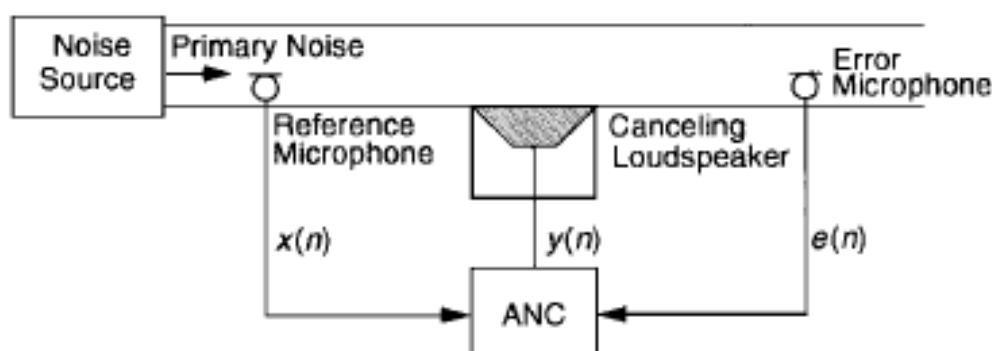 Noise
Source
Primary Noise
Reference
Microphone
Canceling
Loudspeaker
Error
Microphone
x(n)
y(n)
e(n)
ANC